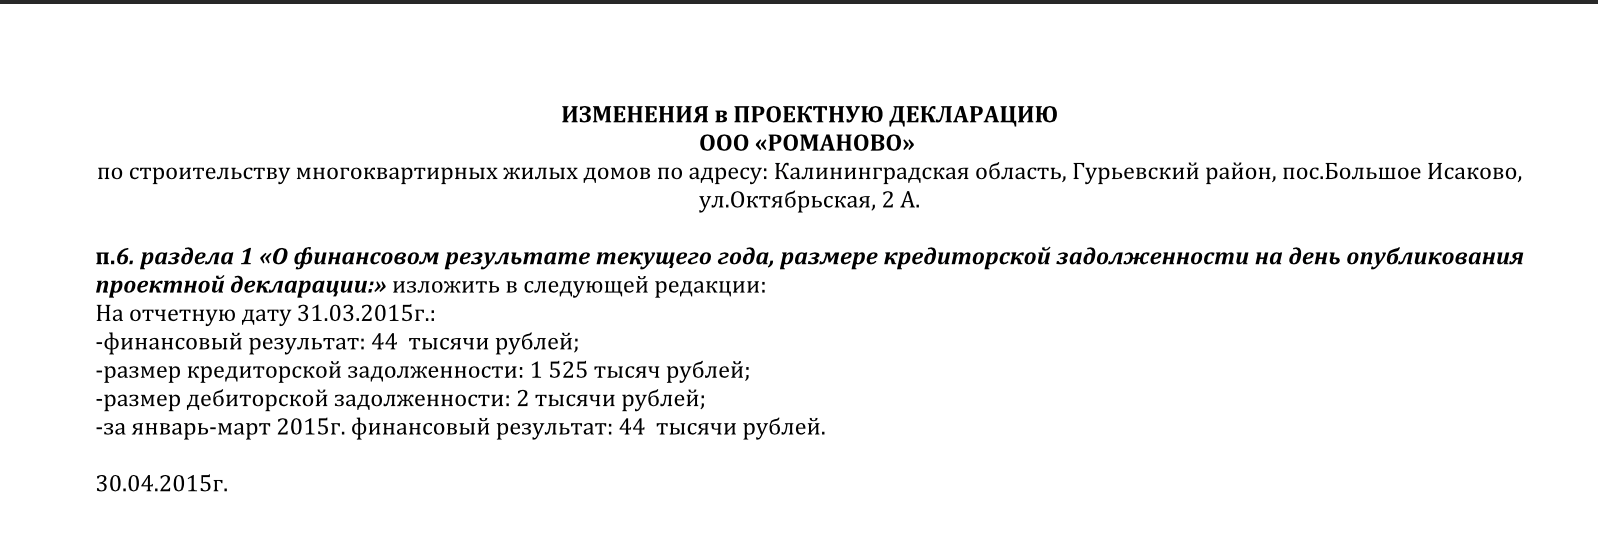 ИЗМЕНЕНИЯ в ПРОЕКТНУЮ ДЕКЛАРАЦИЮ
ООО «РОМАНОВО»
по строительству многоквартирных жилых домов по адресу: Калининградская область, Гурьевский район, пос.Большое Исаково,
ул.Октябрьская, 2 А.
п.6. раздела 1 «О финансовом результате текущего года, размере кредиторской задолженности на день опубликования
проектной декларации:» изложить в следующей редакции:
На отчетную дату 31.03.2015г.:
-финансовый результат: 44  тысячи рублей;
-размер кредиторской задолженности: 1 525 тысяч рублей;
-размер дебиторской задолженности: 2 тысячи рублей;
-за январь-март 2015г. финансовый результат: 44  тысячи рублей.
30.04.2015г.